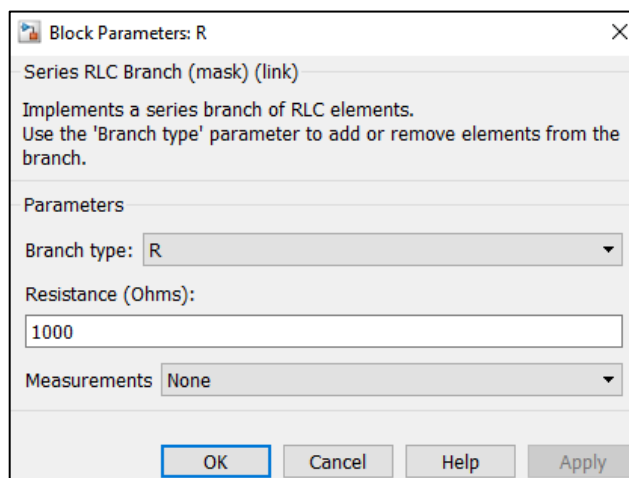 Block Parameters: R
Series RLC Branch (mask) (link)
Implements a series branch of RLC elements.
Use the 'Branch type' parameter to add or remove elements from the
branch.
Parameters
Branch type: R
Resistance (Ohms):
1000
Measurements None
OK Cancel Help Apply